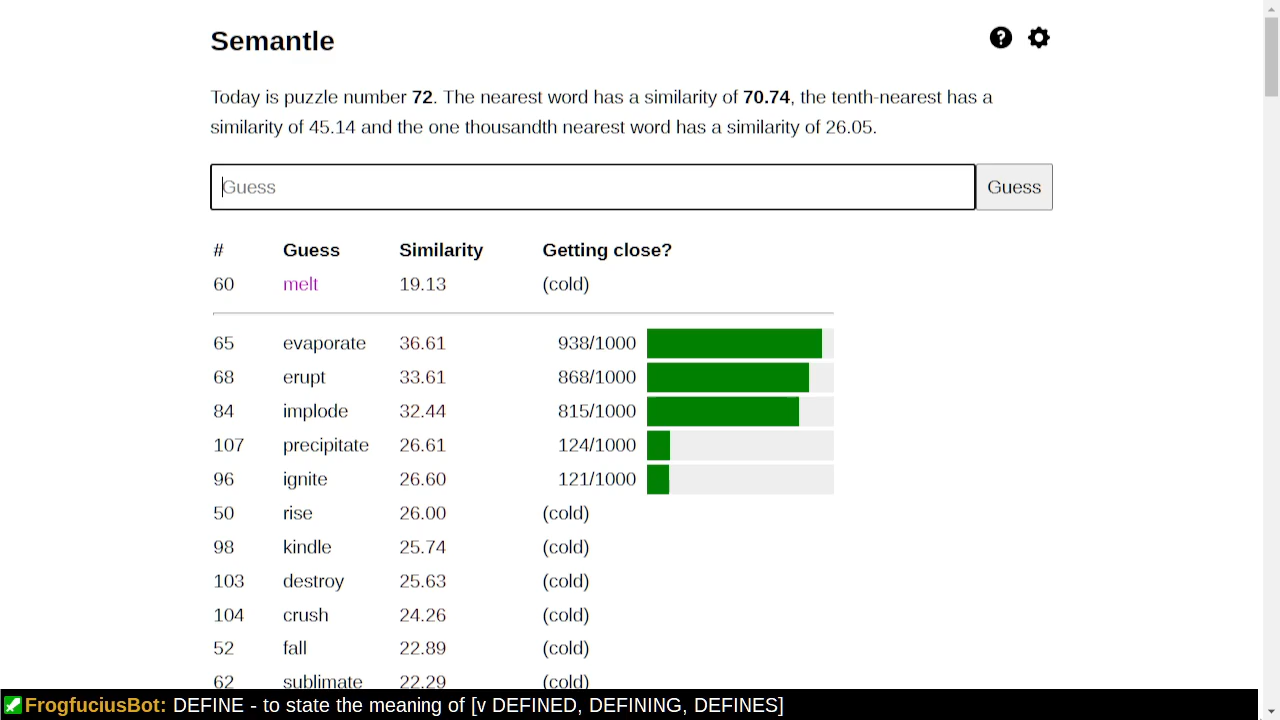 Semantle
Today is puzzle number 72. The nearest word has a similarity of 70.74, the tenth-nearest has a
similarity of 45.14 and the one thousandth nearest word has a similarity of 26.05.
Guess Guess
# Guess Similarity Getting close?
60 melt 19.13 (cold)
65 evaporate 36.61 938/1000
68 erupt 33.61 868/1000
84 implode 32.44 815/1000
107 precipitate 26.61 124/1000
96 ignite 26.60 121/1000
50 rise 26.00 (cold)
98 kindle 25.74 (cold)
103 destroy 25.63 (cold)
104 crush 24.26 (cold)
52 fall 22.89 (cold)
62 sublimate 22.29 (cold)
FrogfuciusBot: DEFINE - to state the meaning of [v DEFINED, DEFINING, DEFINES]